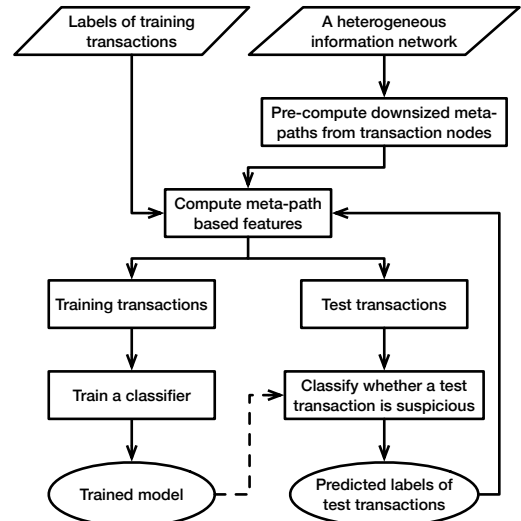 Labels of training
transactions
A heterogeneous
information network
Pre-compute downsized meta-
paths from transaction nodes
Compute meta-path
based features
Training transactions
Test transactions
Train a classifier
Classify whether a test
transaction is suspicious
Trained model
Predicted labels of
test transactions